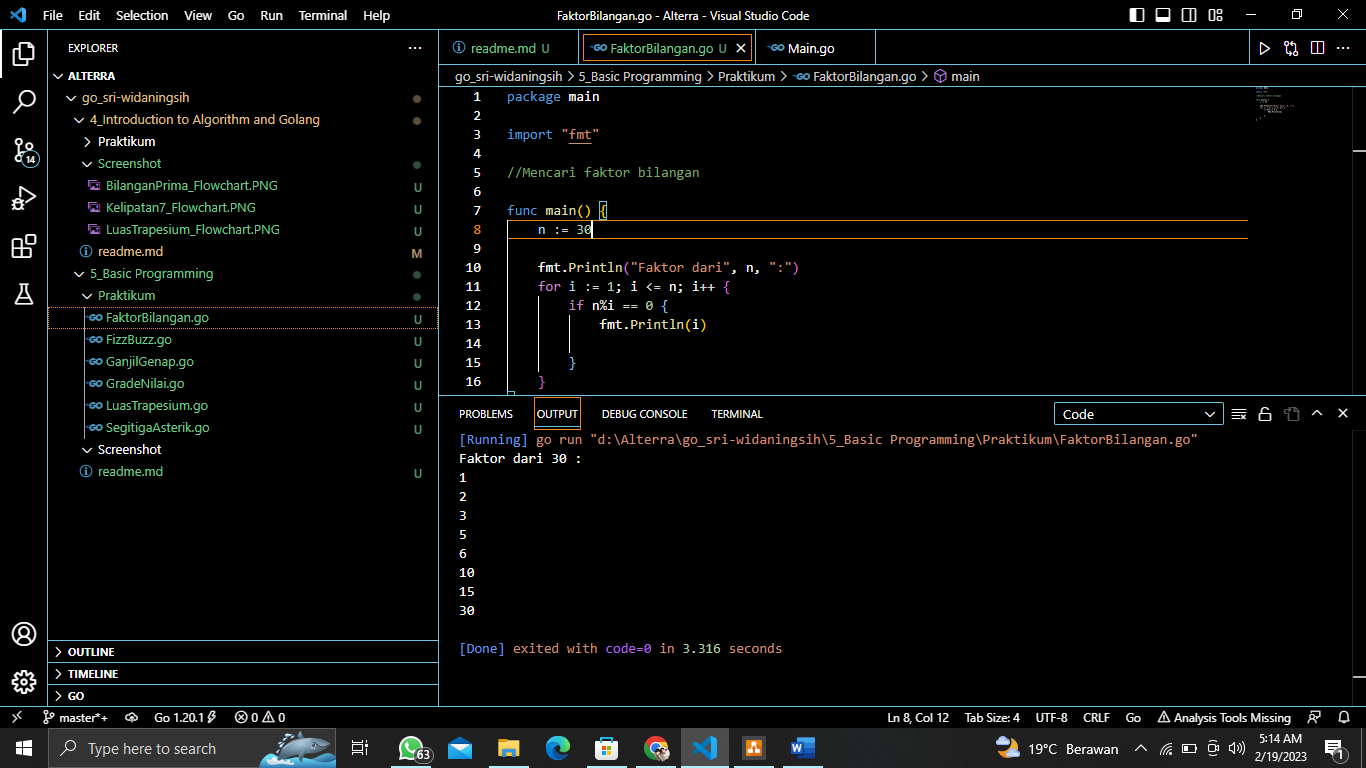 File Edit Selection View Go Run Terminal Help FaktorBilangan.go - Alterra - Visual Studio Code
EXPLORER
ALTERRA
go_sri-widaningsih
4_Introduction to Algorithm and Golang
Praktikum
Screenshot
BilanganPrima_Flowchart.PNG U
Kelipatan7_Flowchart.PNG U
LuasTrapesium_Flowchart.PNG U
readme.md M
5_Basic Programming
Praktikum
FaktorBilangan.go U
FizzBuzz.go U
GanjilGenap.go U
GradeNilai.go U
LuasTrapesium.go U
SegitigaAsterik.go U
Screenshot
readme.md U
OUTLINE
TIMELINE
GO
14
readme.md U FaktorBilangan.go U Main.go
go_sri-widaningsih > 5_Basic Programming > Praktikum > FaktorBilangan.go > main
1 package main
2
3 import "fmt"
4
5 //Mencari faktor bilangan
6
7 func main() {
8 n := 30
9
10 fmt.Println("Faktor dari", n, ":")
11 for i := 1; i <= n; i++ {
12 if n%i == 0 {
13 fmt.Println(i)
14
15 }
16 }
PROBLEMS OUTPUT DEBUG CONSOLE TERMINAL Code
[Running] go run "d:\Alterra\go_sri-widaningsih\5_Basic Programming\Praktikum\FaktorBilangan.go"
Faktor dari 30 :
1
2
3
5
6
10
15
30
[Done] exited with code=0 in 3.316 seconds
master*+ Go 1.20.1 0 0 Ln 8, Col 12 Tab Size: 4 UTF-8 CRLF Go Analysis Tools Missing
Type here to search 63 19°C Berawan 5:14 AM
2/19/2023 1